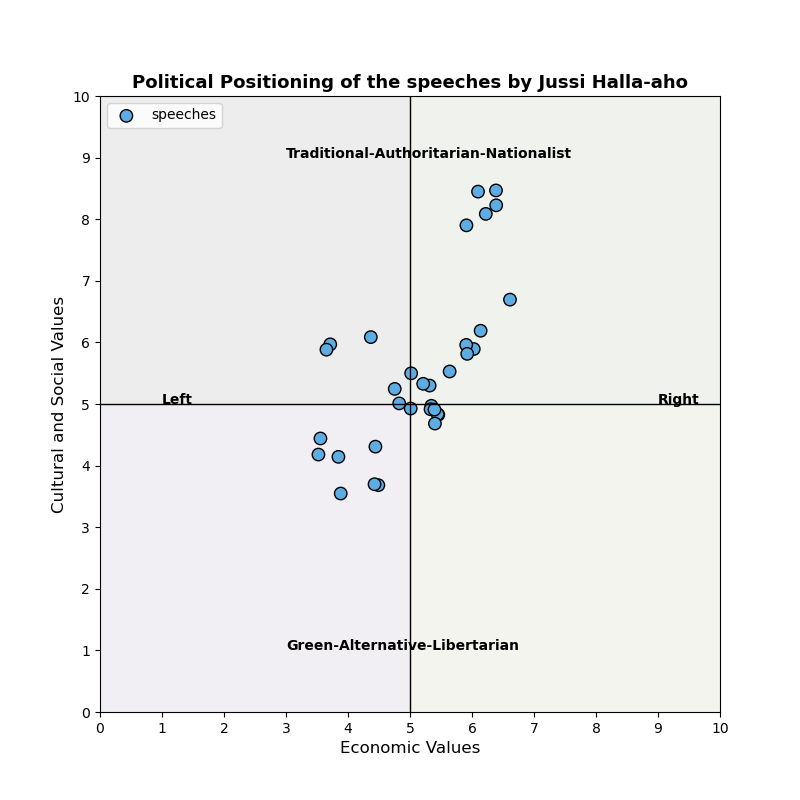 Political Positioning of the speeches by Jussi Halla-aho
10
speeches
9
Traditional-Authoritarian-Nationalist
8
7
6
5
Left
Right
4
3
2
1
Green-Alternative-Libertarian
0
Cultural and Social Values
0 1 2 3 4 5 6 7 8 9 10
Economic Values